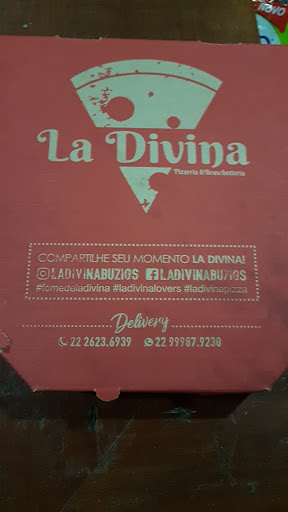 La Divina
Pizzeria & Bruschetteria
COMPARTILHE SEU MOMENTO LA DIVINA!
LADIVINABUZIOS LADIVINABUZIOS
#fomedeladivina #ladivinalovers #ladivinapizza
Delivery
22 2623.6939 22 99987.9230